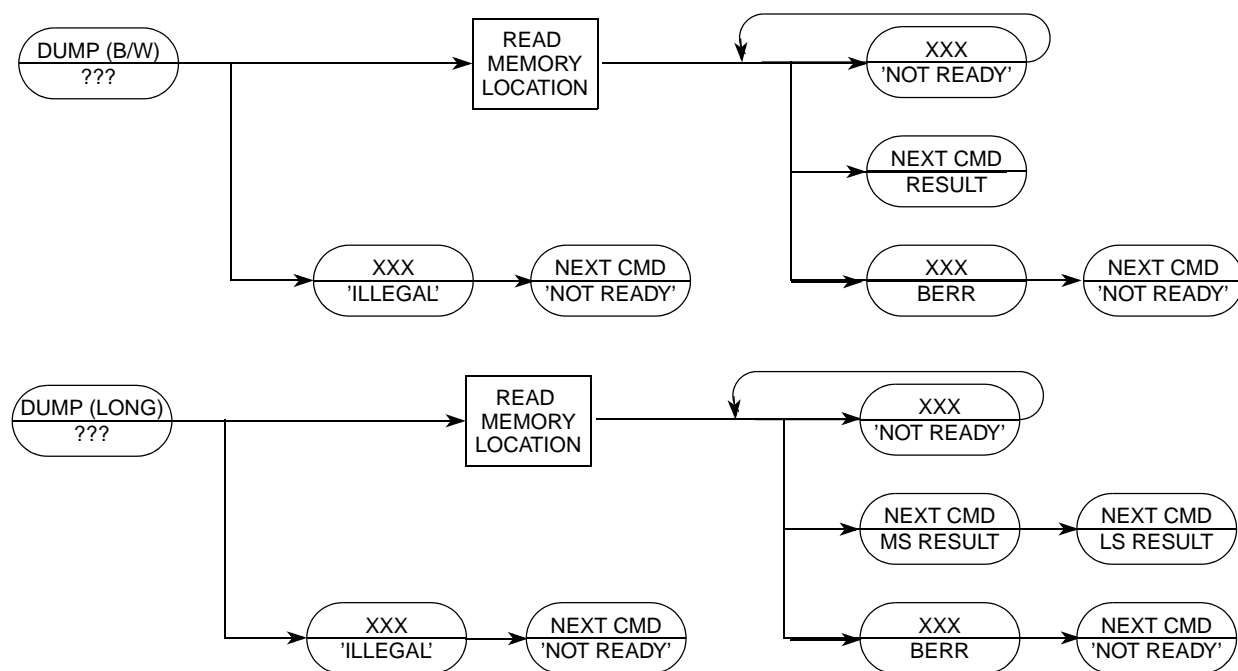 DUMP (B/W)
???
READ
MEMORY
LOCATION
XXX
'NOT READY'
NEXT CMD
RESULT
XXX
'ILLEGAL'
NEXT CMD
'NOT READY'
XXX
BERR
NEXT CMD
'NOT READY'
DUMP (LONG)
???
READ
MEMORY
LOCATION
XXX
'NOT READY'
NEXT CMD
MS RESULT
NEXT CMD
LS RESULT
XXX
'ILLEGAL'
NEXT CMD
'NOT READY'
XXX
BERR
NEXT CMD
'NOT READY'